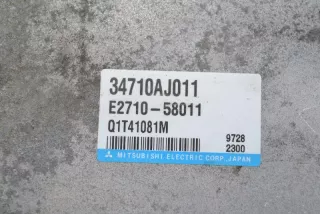 34710AJ011
E2710-58011
Q1T41081M
9728
2300
MITSUBISHI ELECTRIC CORP. JAPAN